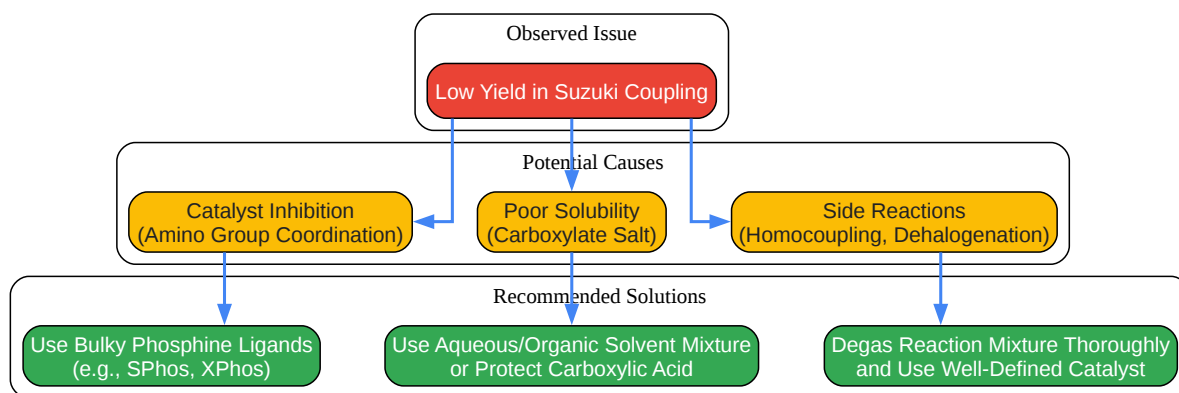 Observed Issue
Low Yield in Suzuki Coupling
Potential Causes
Catalyst Inhibition
(Amino Group Coordination)
Poor Solubility
(Carboxylate Salt)
Side Reactions
(Homocoupling, Dehalogenation)
Recommended Solutions
Use Bulky Phosphine Ligands
(e.g., SPhos, XPhos)
Use Aqueous/Organic Solvent Mixture
or Protect Carboxylic Acid
Degas Reaction Mixture Thoroughly
and Use Well-Defined Catalyst